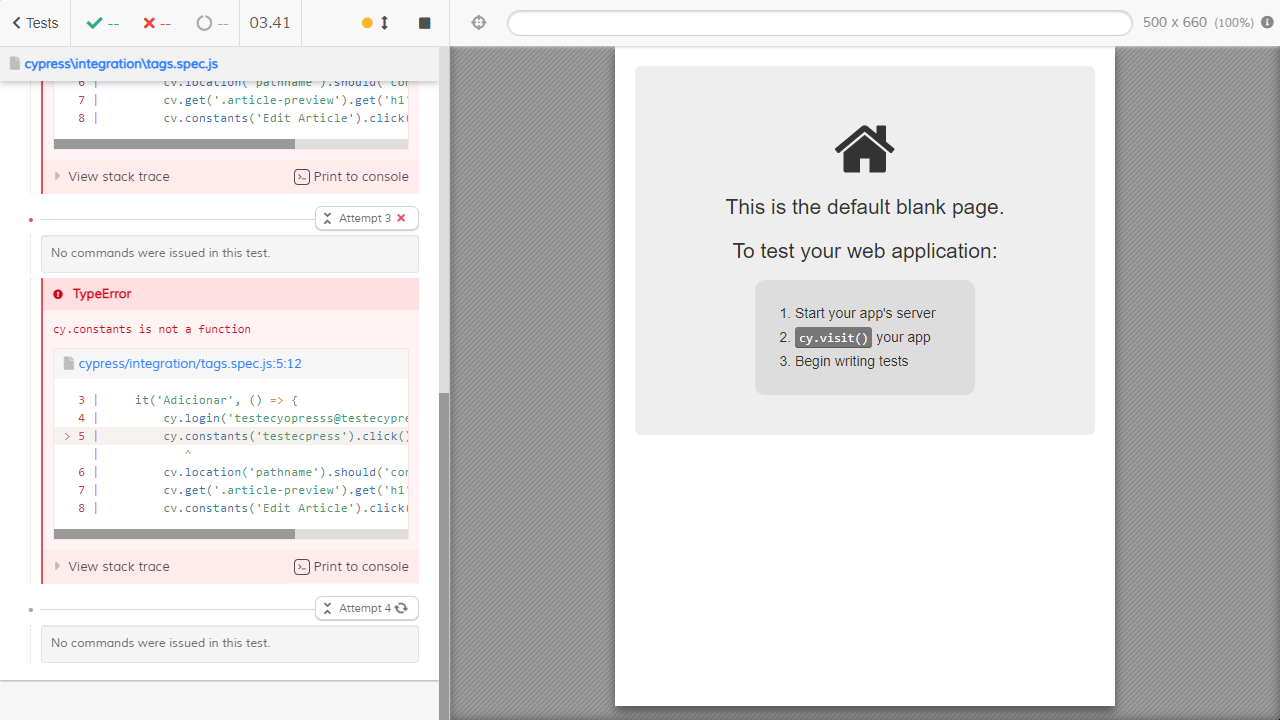 Tests
--
--
--
03.41
500 x 660 (100%)
cypress\integration\tags.spec.js
6 | cy.location('pathname').should('con
7 | cy.get('.article-preview').get('h1'
8 | cy.constants('Edit Article').click(
View stack trace
Print to console
Attempt 3
No commands were issued in this test.
TypeError
cy.constants is not a function
cypress/integration/tags.spec.js:5:12
3 | it('Adicionar', () => {
4 | cy.login('testecyopresss@testecypre
> 5 | cy.constants('testecpress').click()
| ^
6 | cy.location('pathname').should('con
7 | cy.get('.article-preview').get('h1'
8 | cy.constants('Edit Article').click(
View stack trace
Print to console
Attempt 4
No commands were issued in this test.
This is the default blank page.
To test your web application:
1. Start your app's server
2. cy.visit() your app
3. Begin writing tests